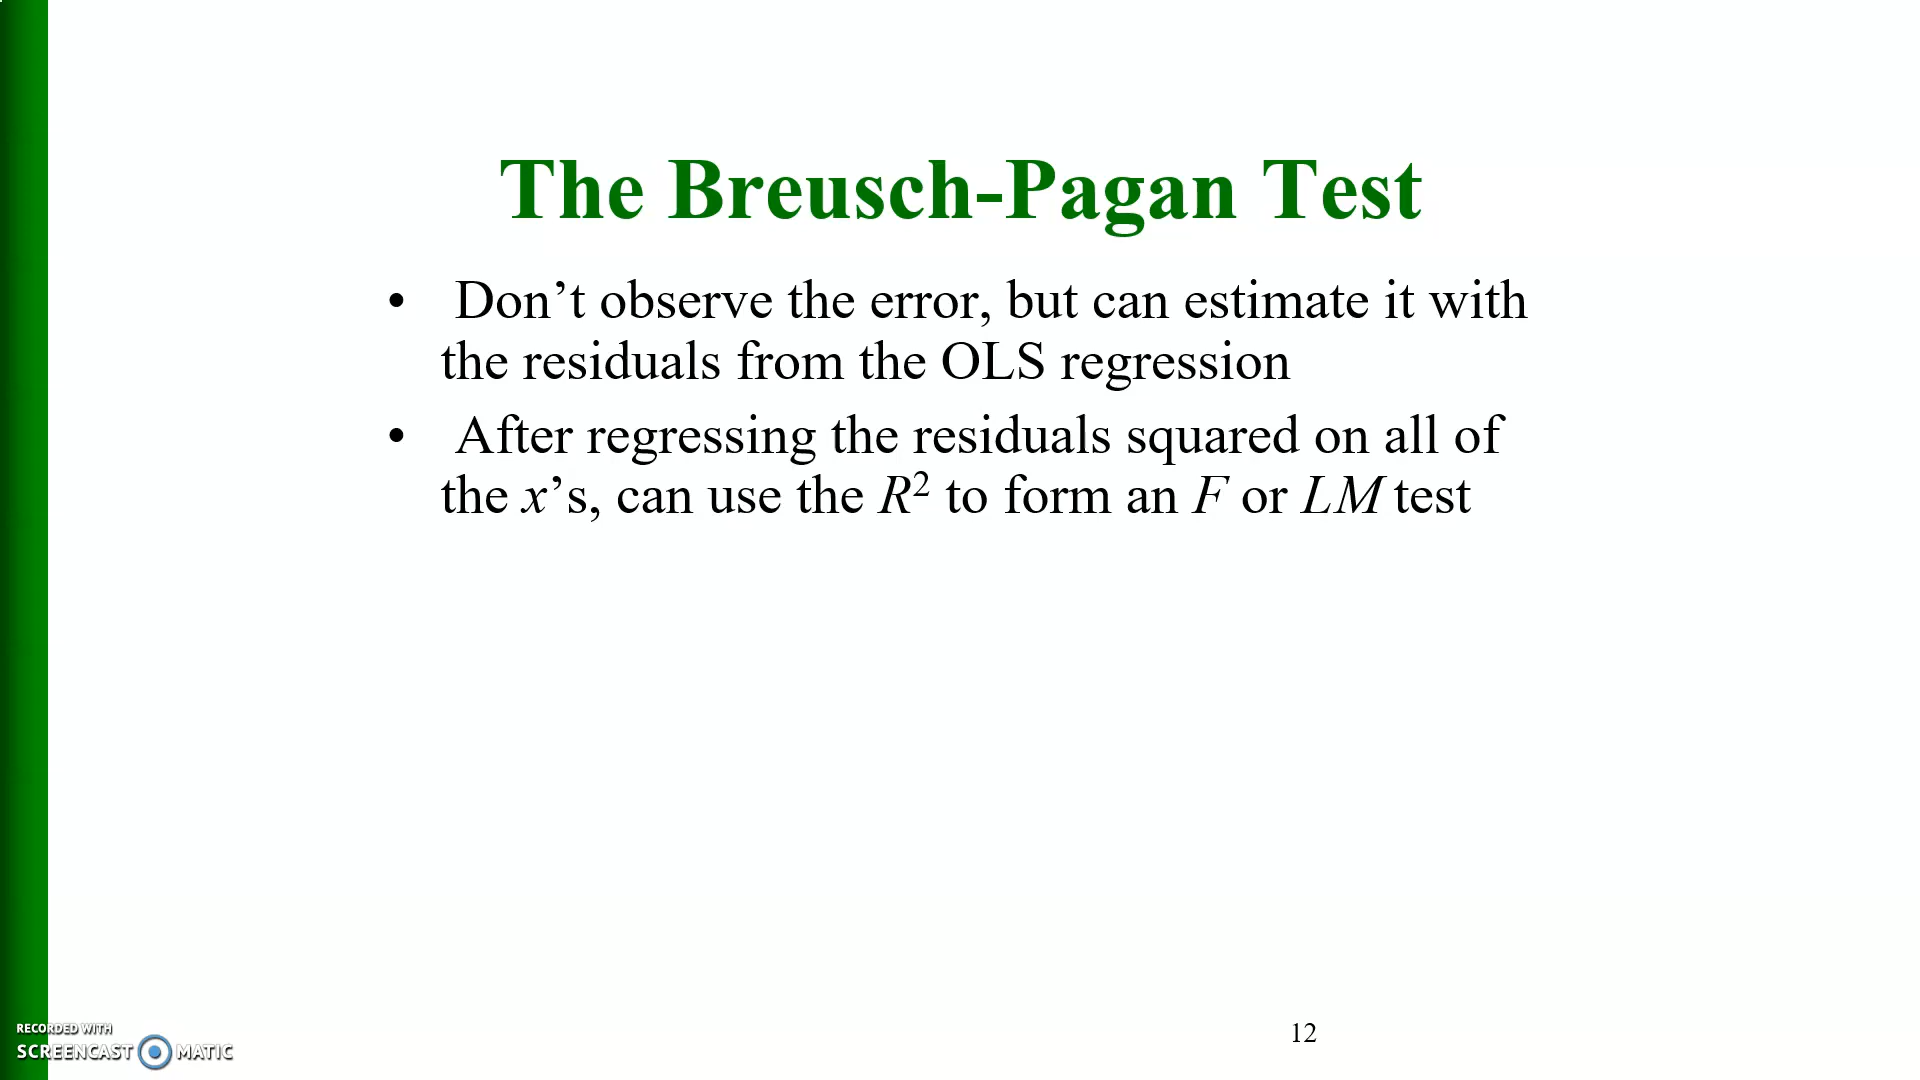 The Breusch-Pagan Test
• Don’t observe the error, but can estimate it with
the residuals from the OLS regression
• After regressing the residuals squared on all of
the x’s, can use the R² to form an F or LM test
12
RECORDED WITH
SCREENCAST MATIC